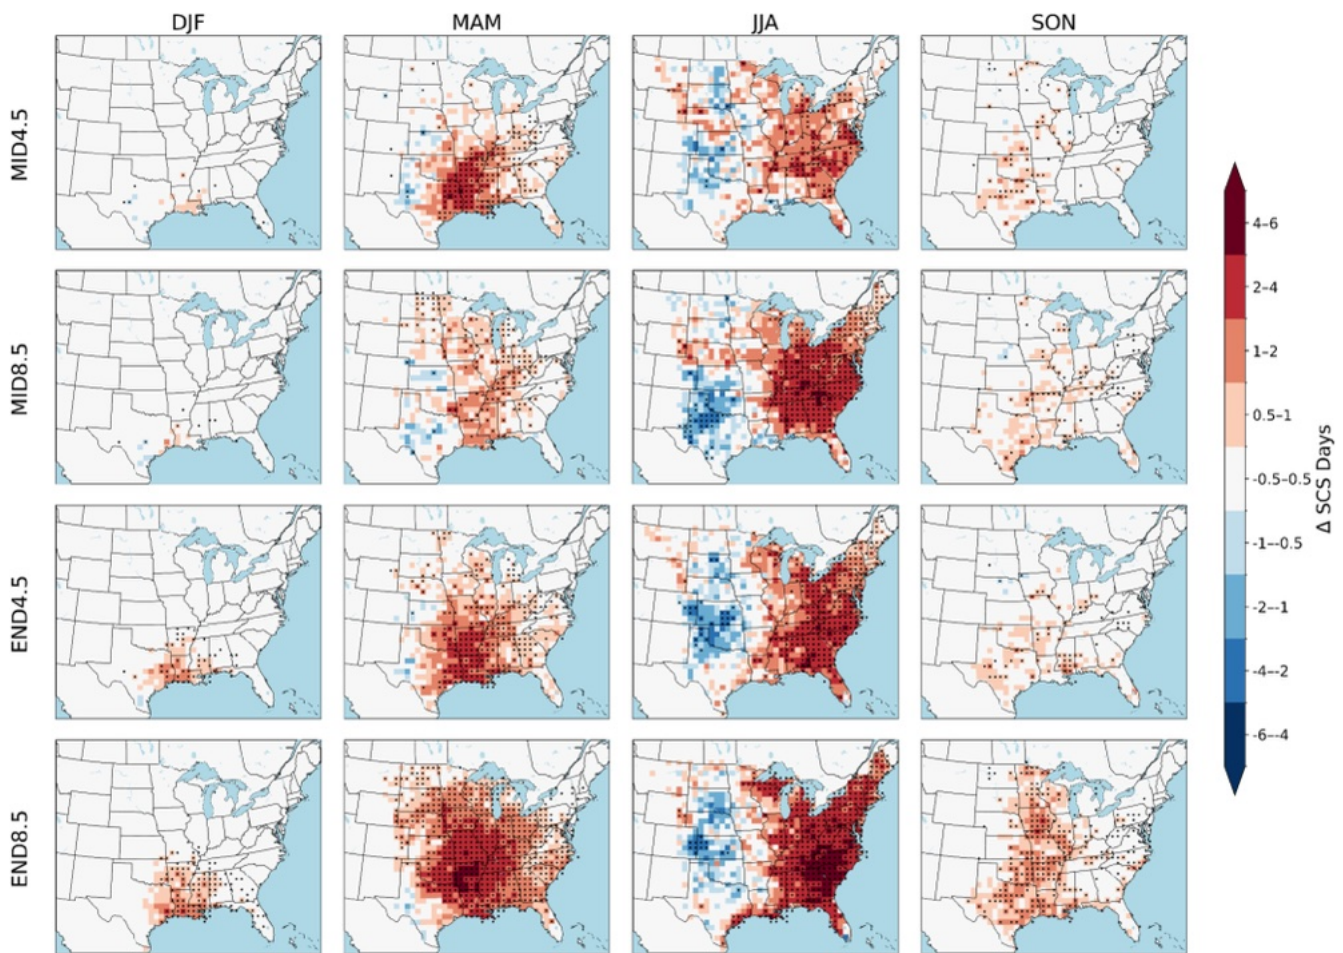 DJF
MAM
JJA
SON
MID4.5
MID8.5
END4.5
END8.5
4–6
2–4
1–2
0.5–1
-0.5–0.5
-1–-0.5
-2–-1
-4–-2
-6–-4
Δ SCS Days